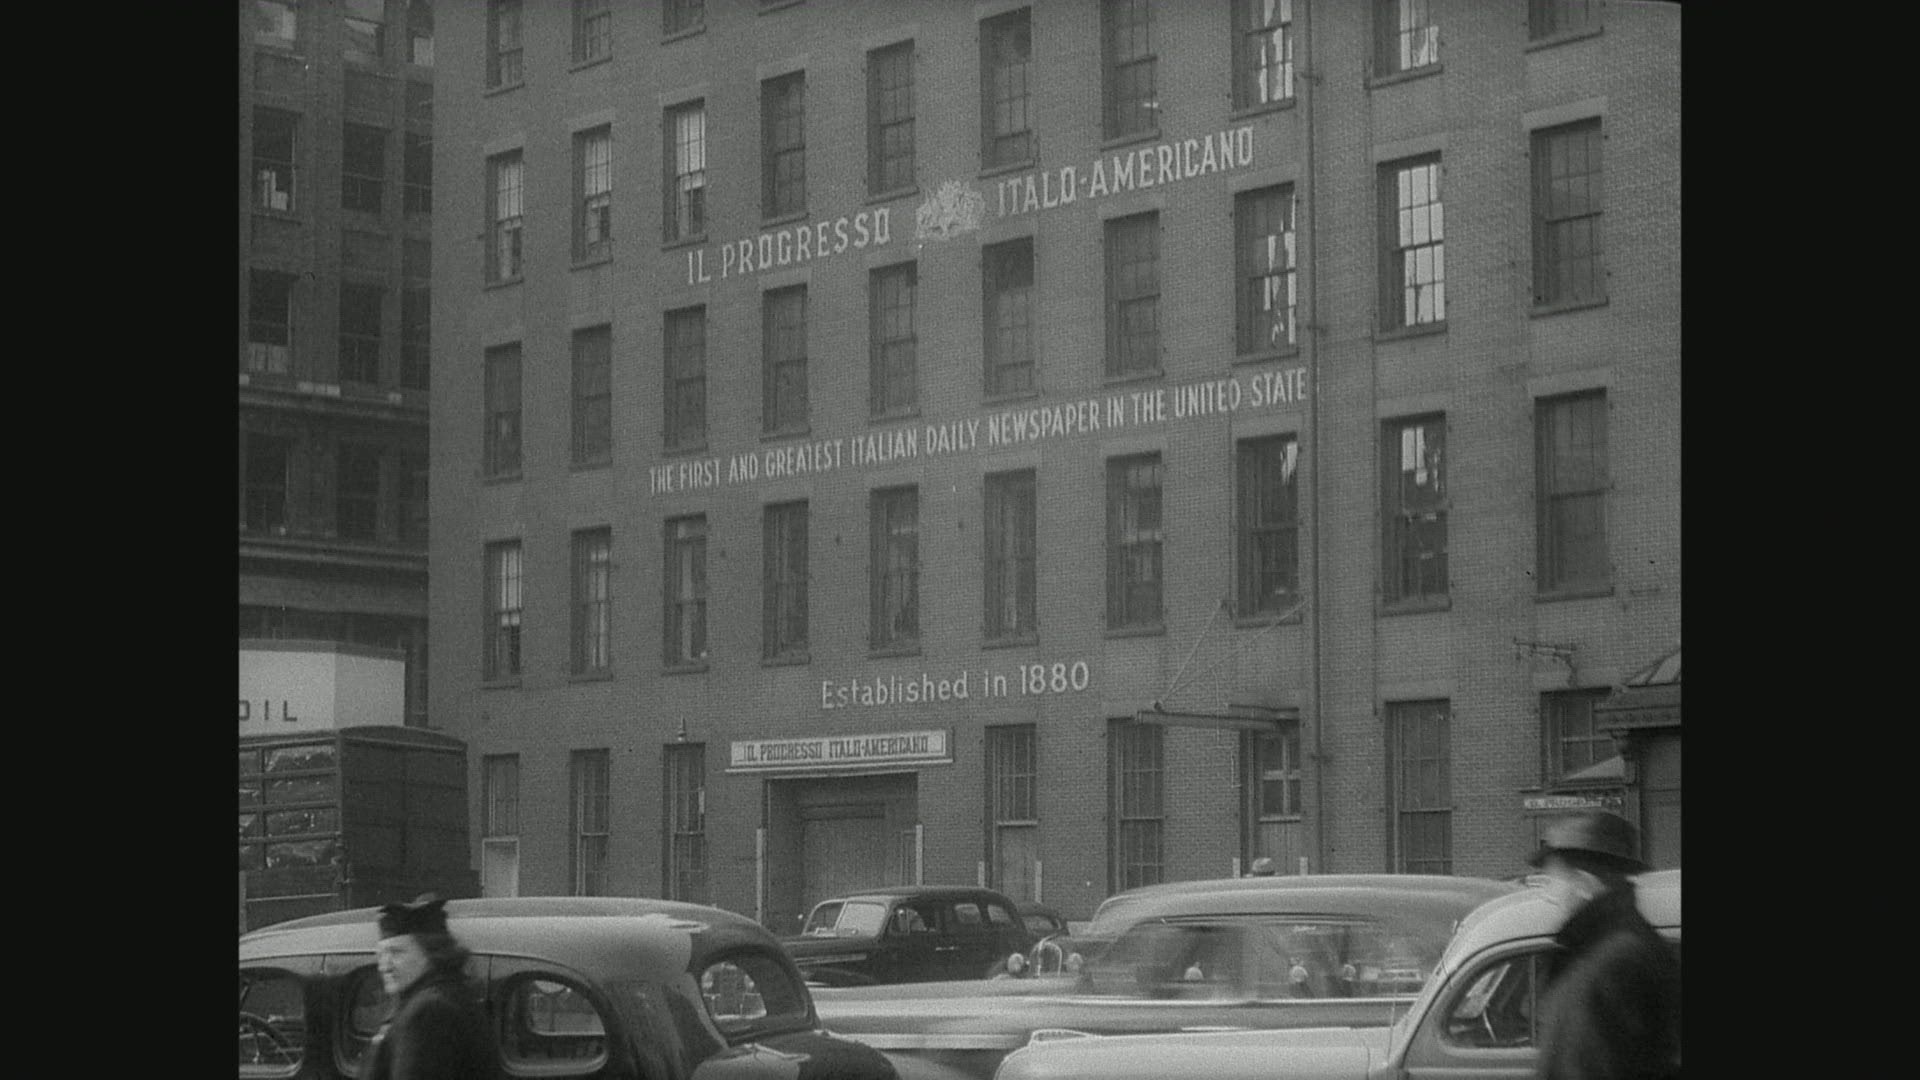 IL PROGRESSO ITALO-AMERICANO
THE FIRST AND GREATEST ITALIAN DAILY NEWSPAPER IN THE UNITED STATE
Established in 1880
OIL
IL PROGRESSO ITALO-AMERICANO